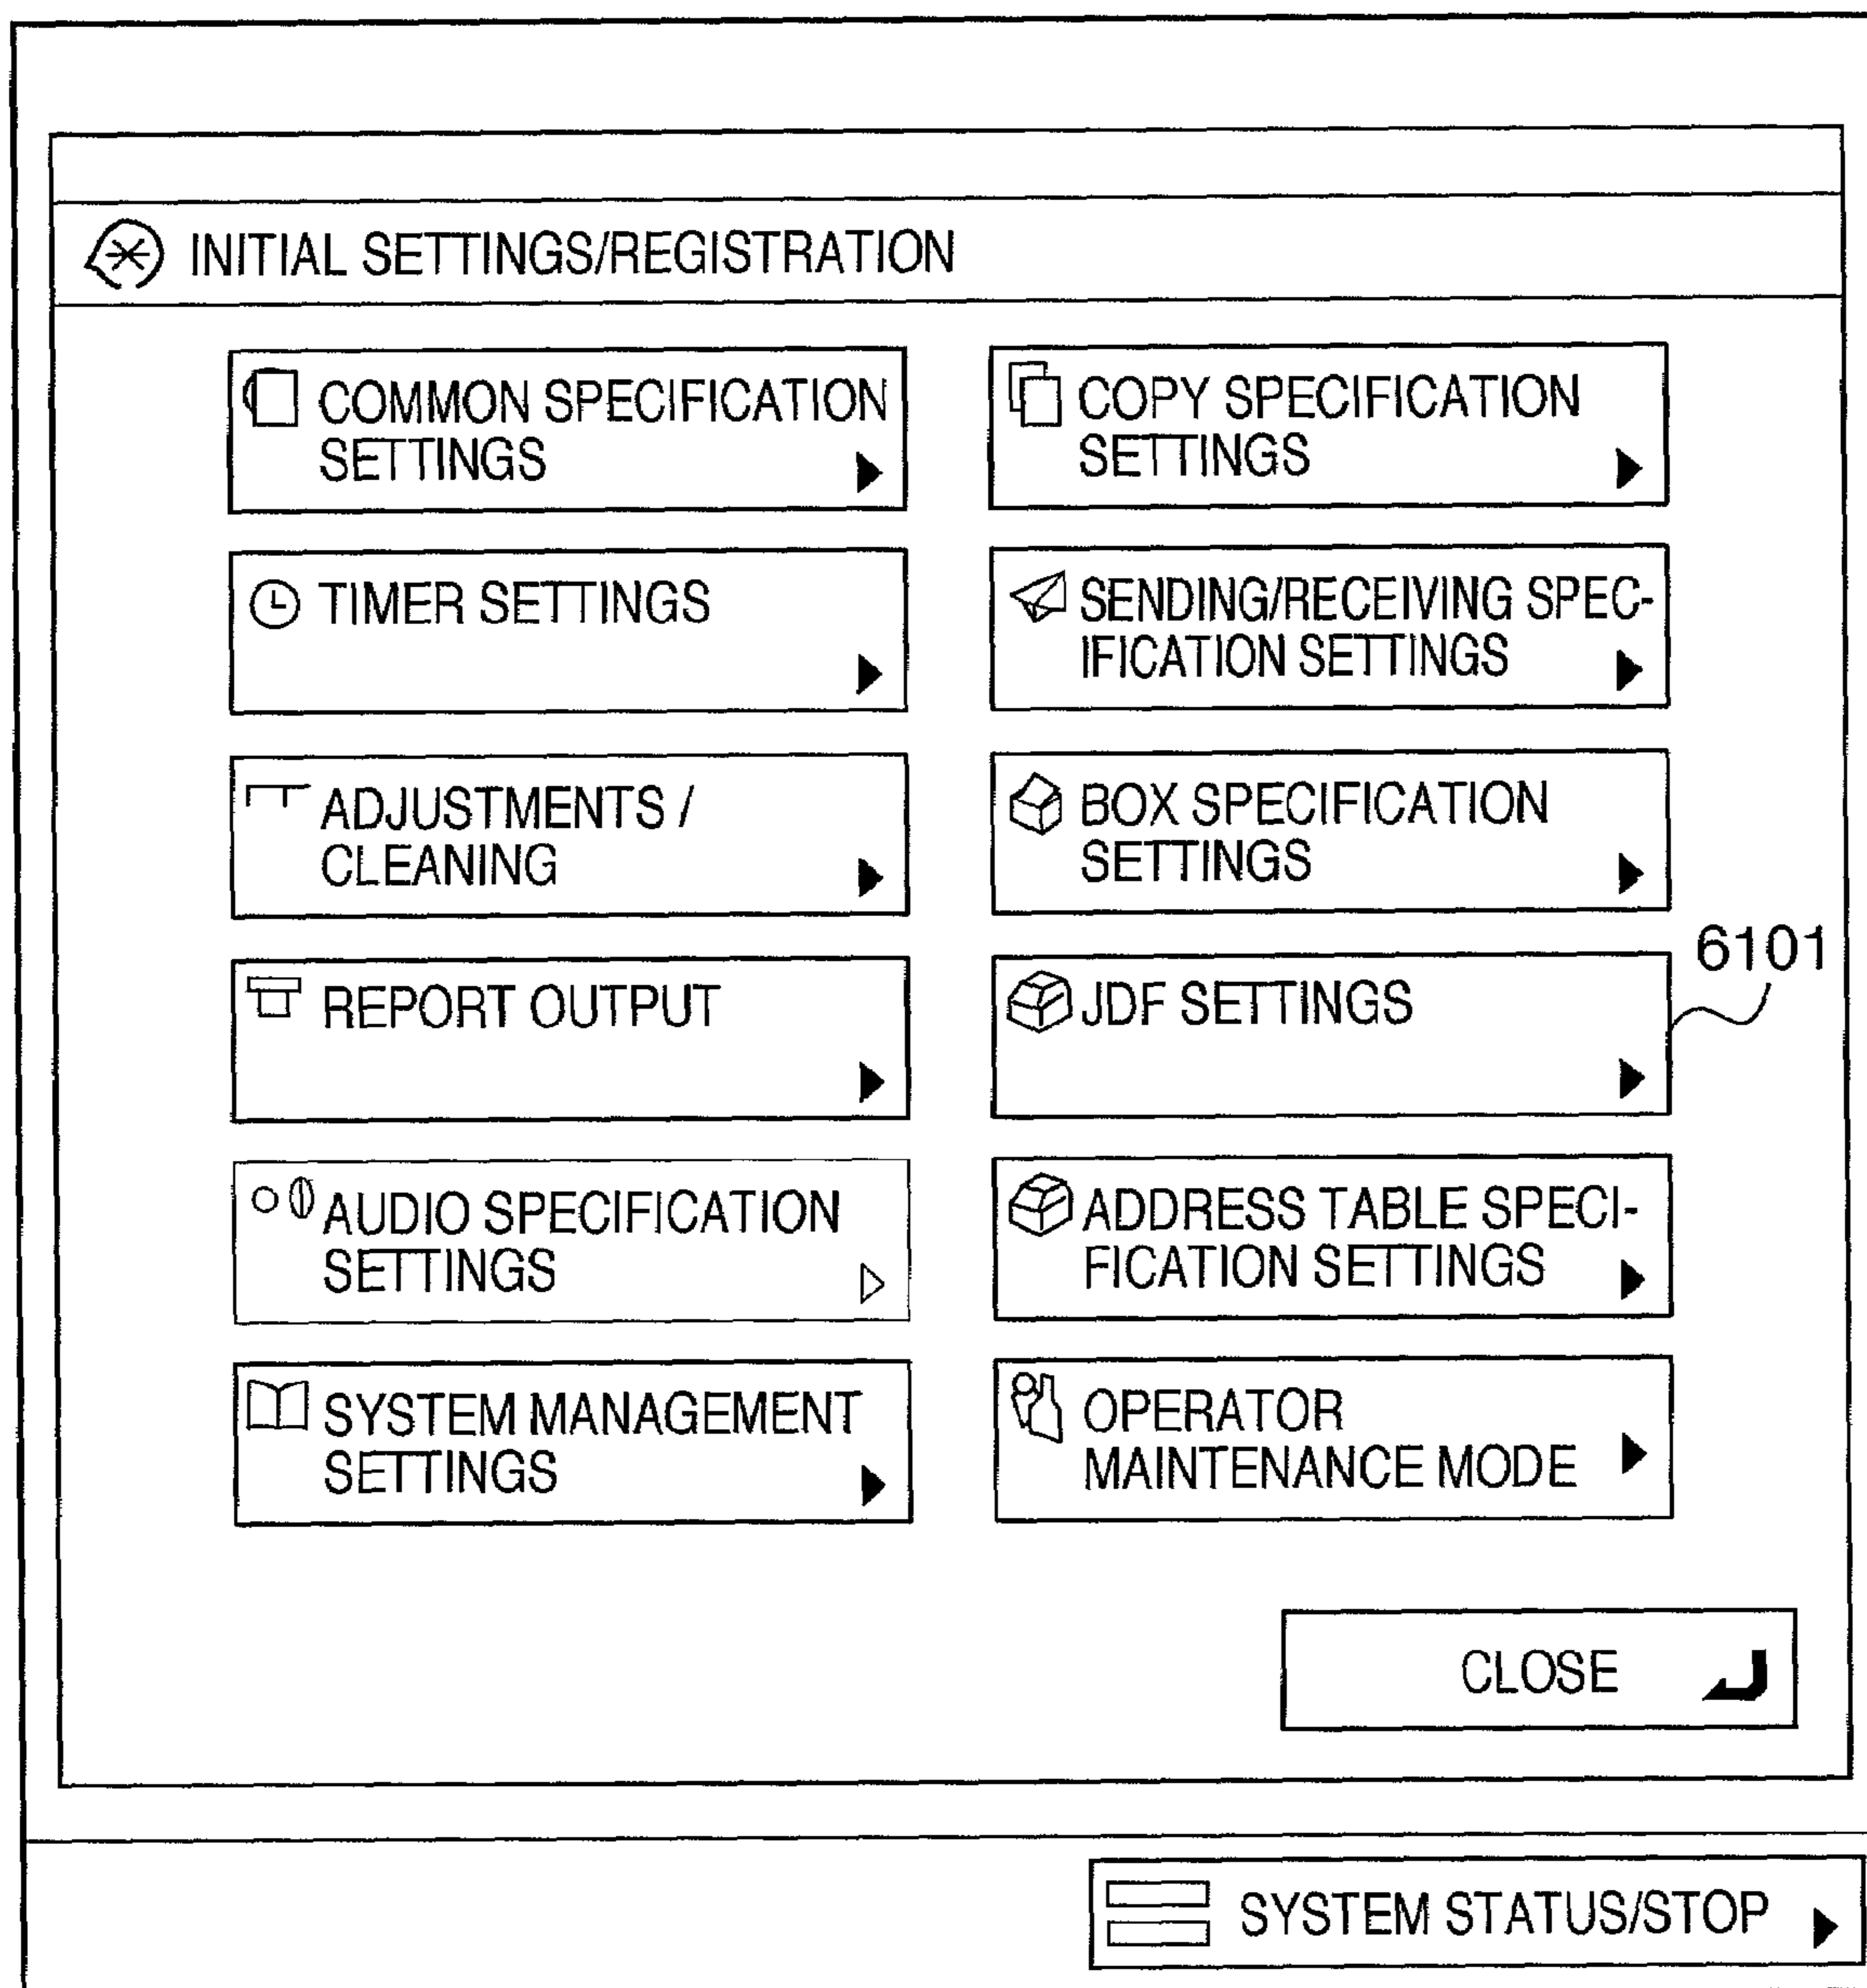 INITIAL SETTINGS/REGISTRATION
COMMON SPECIFICATION
SETTINGS
COPY SPECIFICATION
SETTINGS
TIMER SETTINGS
SENDING/RECEIVING SPEC-
IFICATION SETTINGS
ADJUSTMENTS /
CLEANING
BOX SPECIFICATION
SETTINGS
6101
REPORT OUTPUT
JDF SETTINGS
AUDIO SPECIFICATION
SETTINGS
ADDRESS TABLE SPECI-
FICATION SETTINGS
SYSTEM MANAGEMENT
SETTINGS
OPERATOR
MAINTENANCE MODE
CLOSE
SYSTEM STATUS/STOP